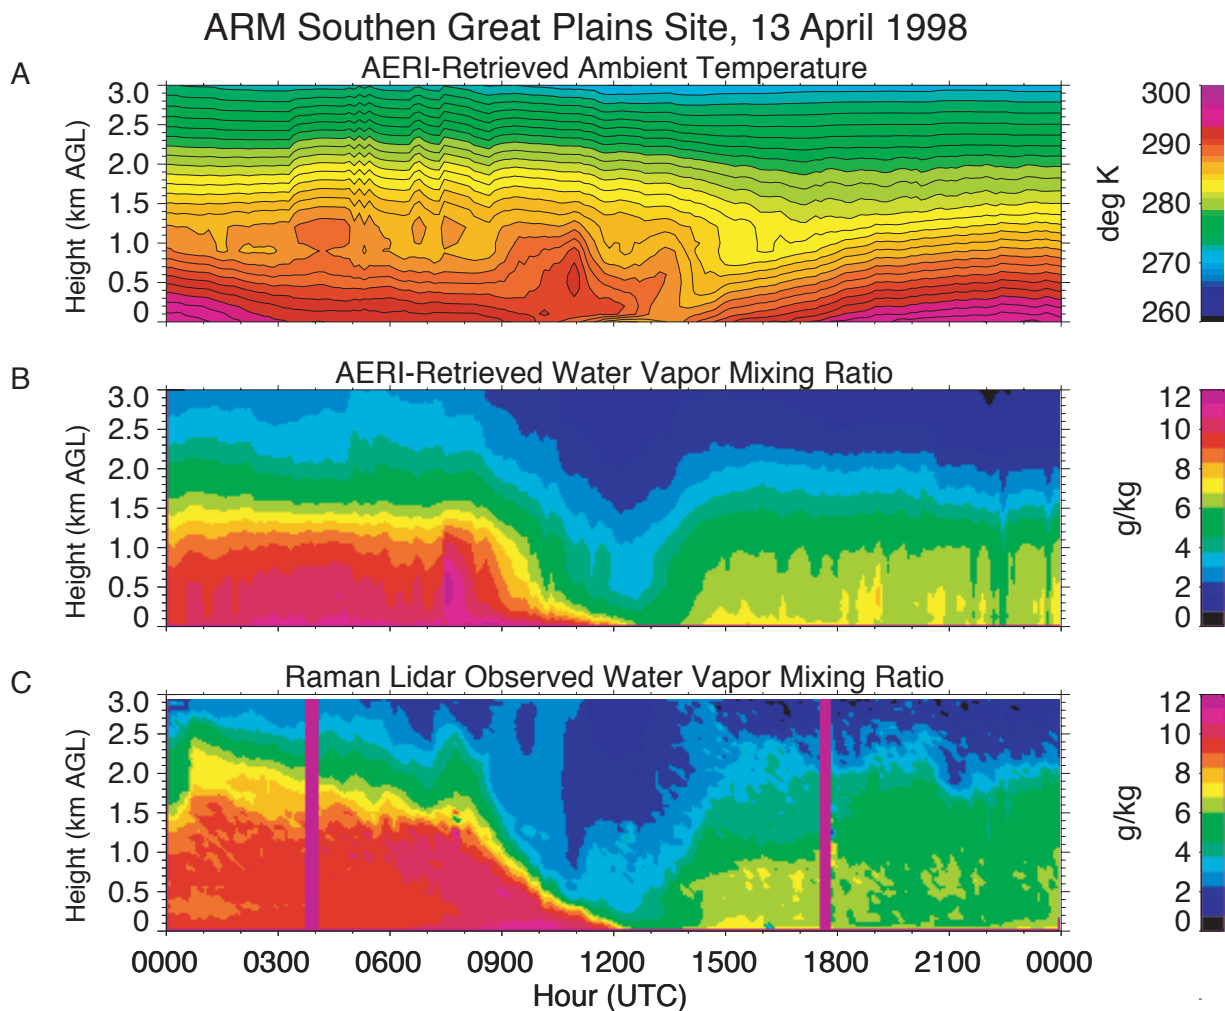 ARM Southen Great Plains Site, 13 April 1998
A
AERI-Retrieved Ambient Temperature
3.0
2.5
2.0
1.5
1.0
0.5
0
Height (km AGL)
300
290
280
270
260
deg K
B
AERI-Retrieved Water Vapor Mixing Ratio
3.0
2.5
2.0
1.5
1.0
0.5
0
Height (km AGL)
12
10
8
6
4
2
0
g/kg
C
Raman Lidar Observed Water Vapor Mixing Ratio
3.0
2.5
2.0
1.5
1.0
0.5
0
Height (km AGL)
12
10
8
6
4
2
0
g/kg
0000 0300 0600 0900 1200 1500 1800 2100 0000
Hour (UTC)